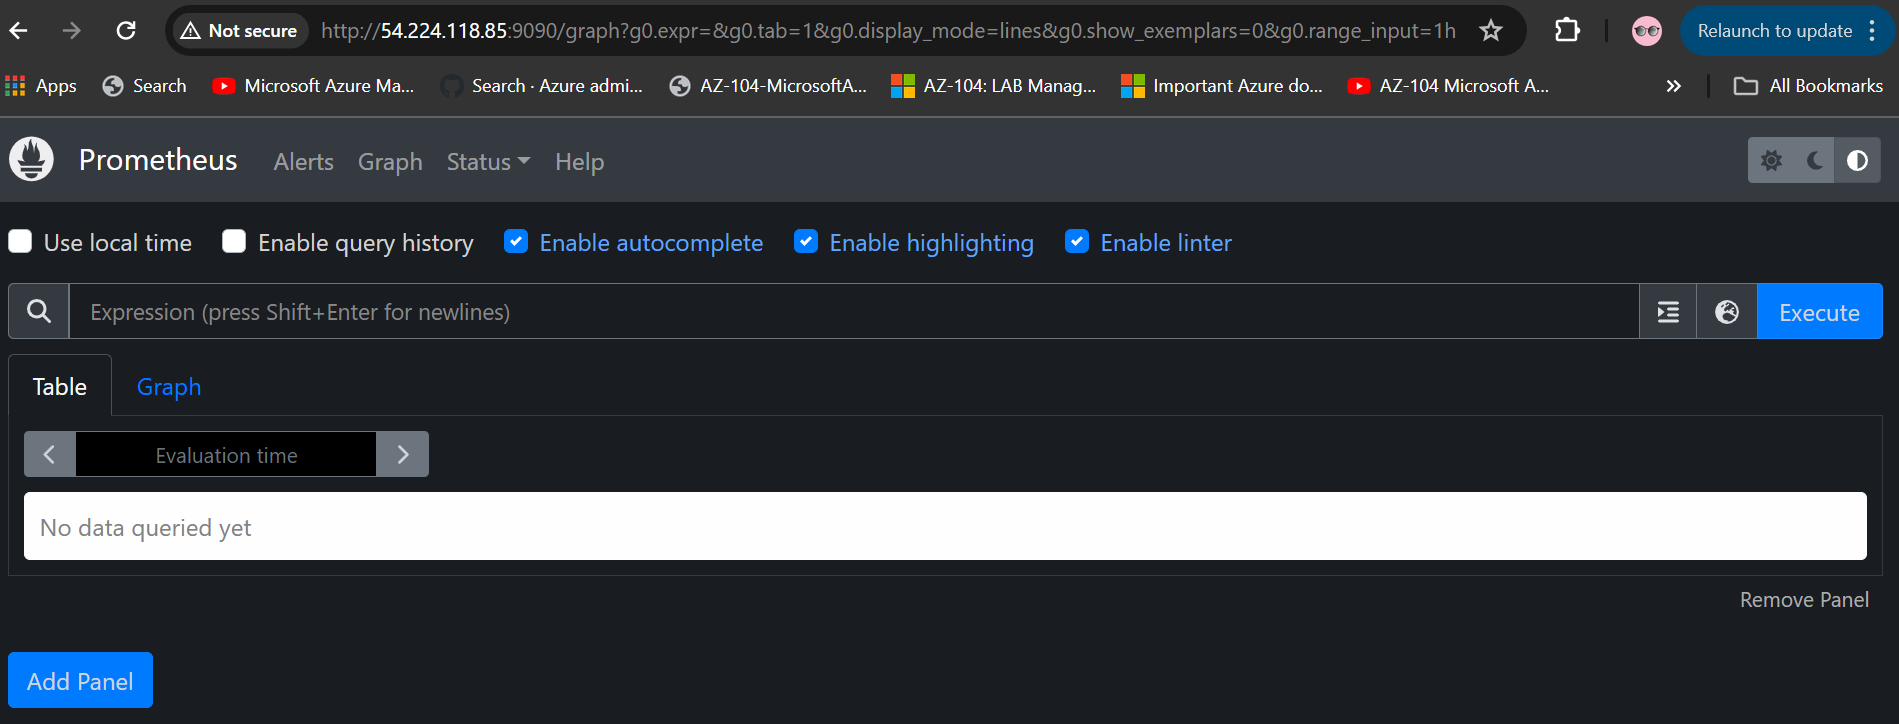 Not secure http://54.224.118.85:9090/graph?g0.expr=&g0.tab=1&g0.display_mode=lines&g0.show_exemplars=0&g0.range_input=1h Relaunch to update
Apps Search Microsoft Azure Ma... Search · Azure admi... AZ-104-MicrosoftA... AZ-104: LAB Manag... Important Azure do... AZ-104 Microsoft A... » All Bookmarks
Prometheus Alerts Graph Status Help
Use local time Enable query history Enable autocomplete Enable highlighting Enable linter
Expression (press Shift+Enter for newlines) Execute
Table Graph
Evaluation time
No data queried yet
Remove Panel
Add Panel